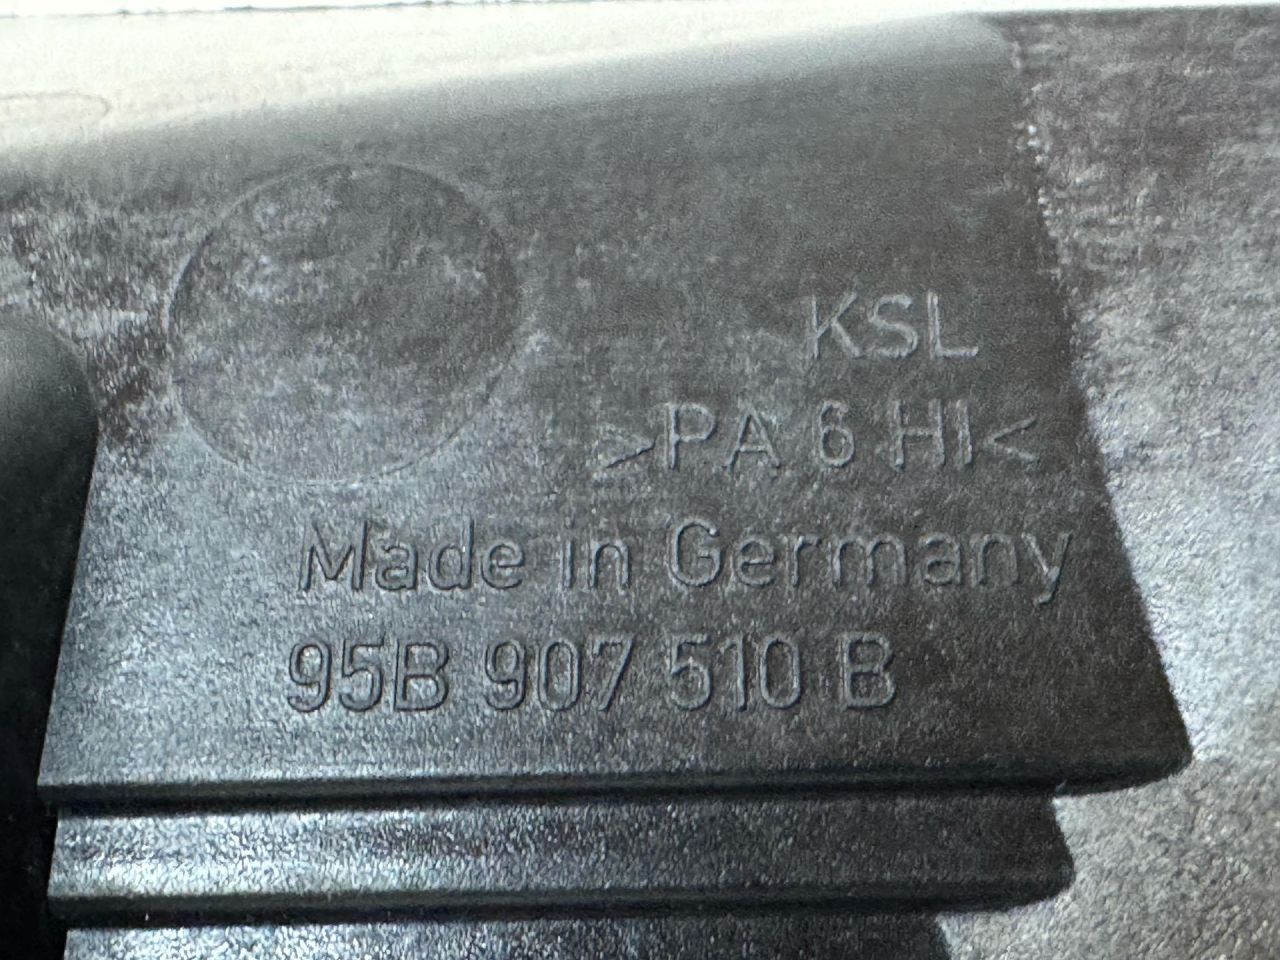 KSL
>PA 6 HI<
Made in Germany
95B 907 510 B